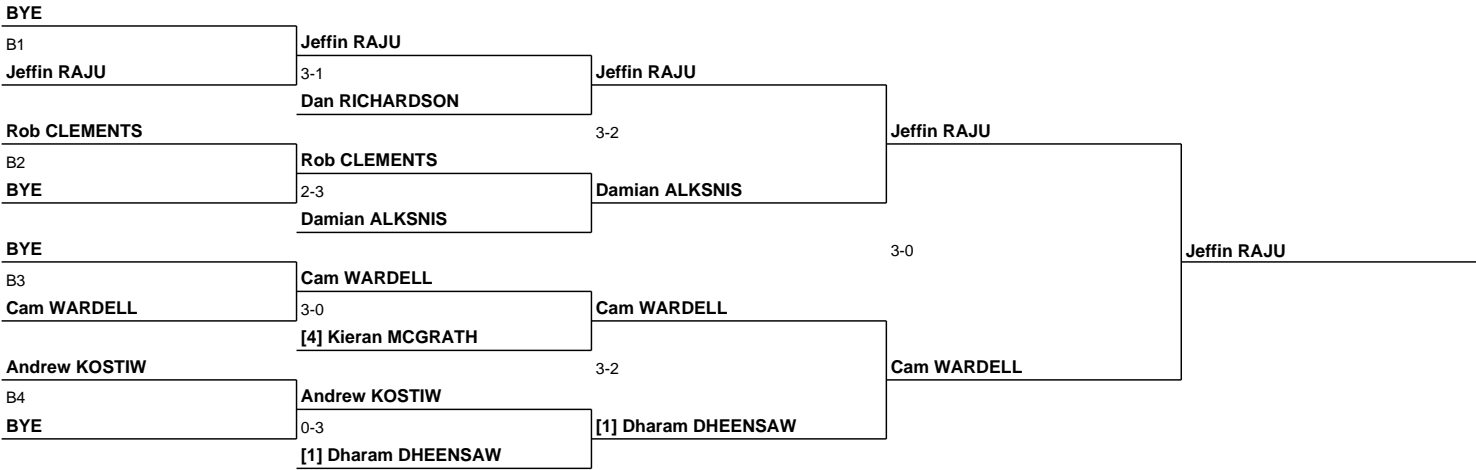 BYE
B1
Jeffin RAJU
Jeffin RAJU
3-1
Dan RICHARDSON
Jeffin RAJU
Rob CLEMENTS
B2
BYE
Rob CLEMENTS
2-3
Damian ALKSNIS
3-2
Damian ALKSNIS
Jeffin RAJU
BYE
B3
Cam WARDELL
Cam WARDELL
3-0
[4] Kieran MCGRATH
Cam WARDELL
Andrew KOSTIW
B4
BYE
Andrew KOSTIW
0-3
[1] Dharam DHEENSAW
3-2
[1] Dharam DHEENSAW
Cam WARDELL
3-0
Jeffin RAJU